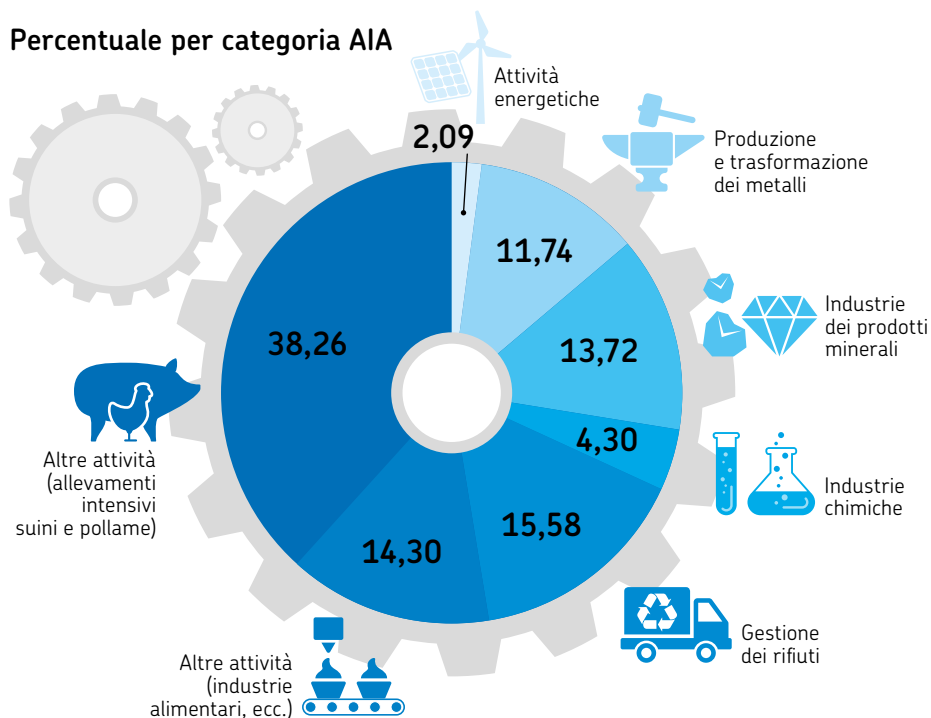 Percentuale per categoria AIA
Attività
energetiche
2,09
Produzione
e trasformazione
dei metalli
11,74
Industrie
dei prodotti
minerali
13,72
4,30
Industrie
chimiche
15,58
Gestione
dei rifiuti
14,30
Altre attività
(industrie
alimentari, ecc.)
38,26
Altre attività
(allevamenti
intensivi
suini e pollame)